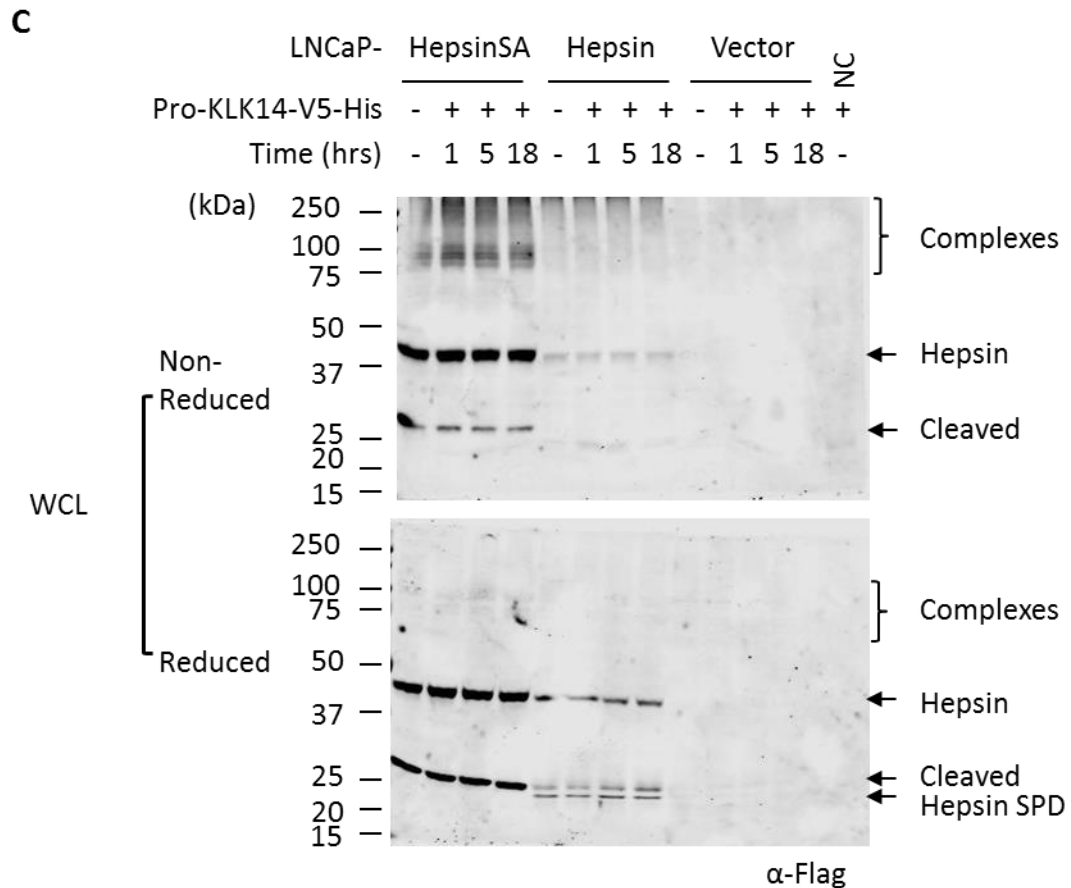 C
LNCaP- HepsinSA Hepsin Vector NC
Pro-KLK14-V5-His - + + + - + + + - + + + +
Time (hrs) - 1 5 18 - 1 5 18 - 1 5 18 -
(kDa)
250
100
75
50
37
25
20
15
Complexes
Hepsin
Cleaved
Non-
Reduced
WCL
250
100
75
50
37
25
20
15
Complexes
Hepsin
Cleaved
Hepsin SPD
Reduced
α-Flag